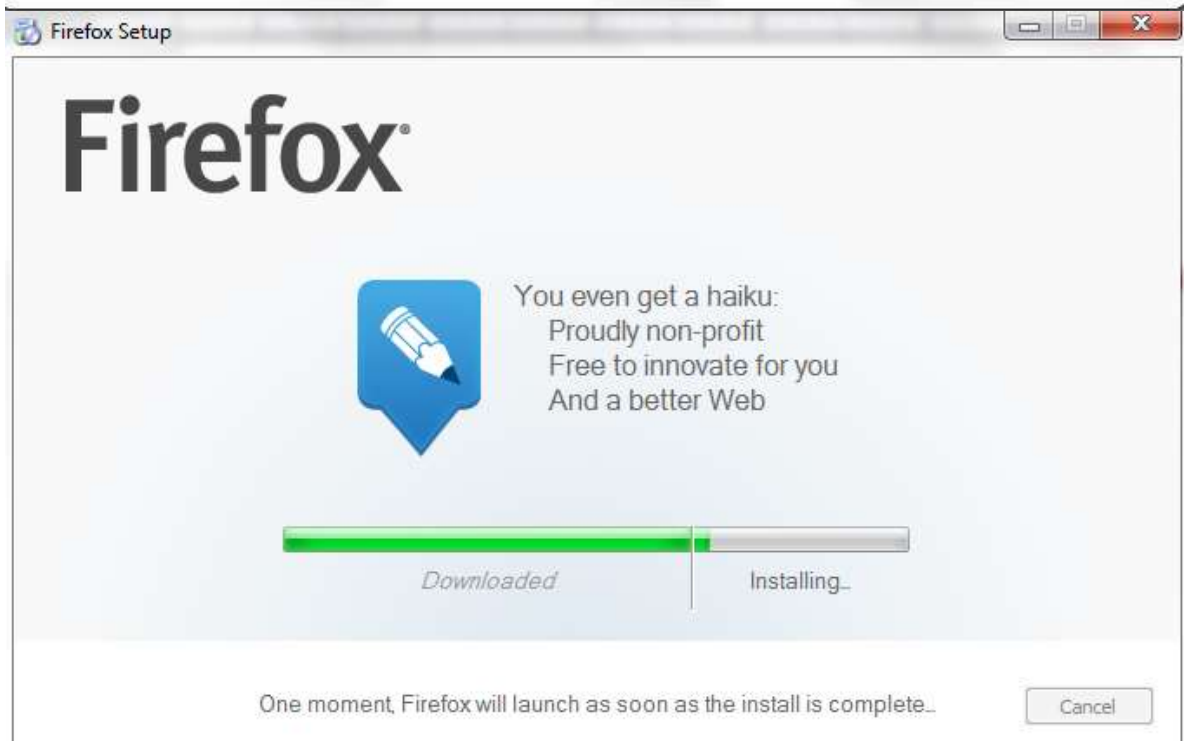 Firefox Setup
Firefox®
You even get a haiku:
Proudly non-profit
Free to innovate for you
And a better Web
Downloaded
Installing...
One moment, Firefox will launch as soon as the install is complete...
Cancel